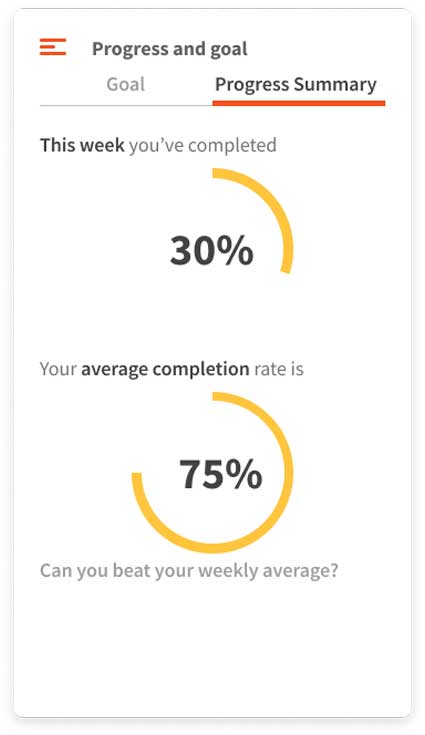 Progress and goal
Goal
Progress Summary
This week you’ve completed
30%
Your average completion rate is
75%
Can you beat your weekly average?